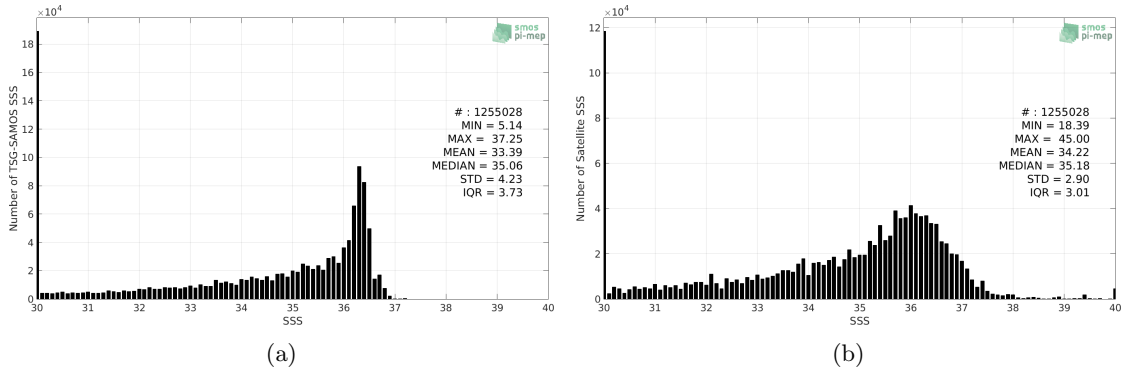 ×10⁴
18
16
14
12
10
8
6
4
2
0
Number of TSG-SAMOS SSS
30 31 32 33 34 35 36 37 38 39 40
SSS
smos
pi-mep
# : 1255028
MIN = 5.14
MAX = 37.25
MEAN = 33.39
MEDIAN = 35.06
STD = 4.23
IQR = 3.73
(a)
×10⁴
12
10
8
6
4
2
0
Number of Satellite SSS
30 31 32 33 34 35 36 37 38 39 40
SSS
smos
pi-mep
# : 1255028
MIN = 18.39
MAX = 45.00
MEAN = 34.22
MEDIAN = 35.18
STD = 2.90
IQR = 3.01
(b)